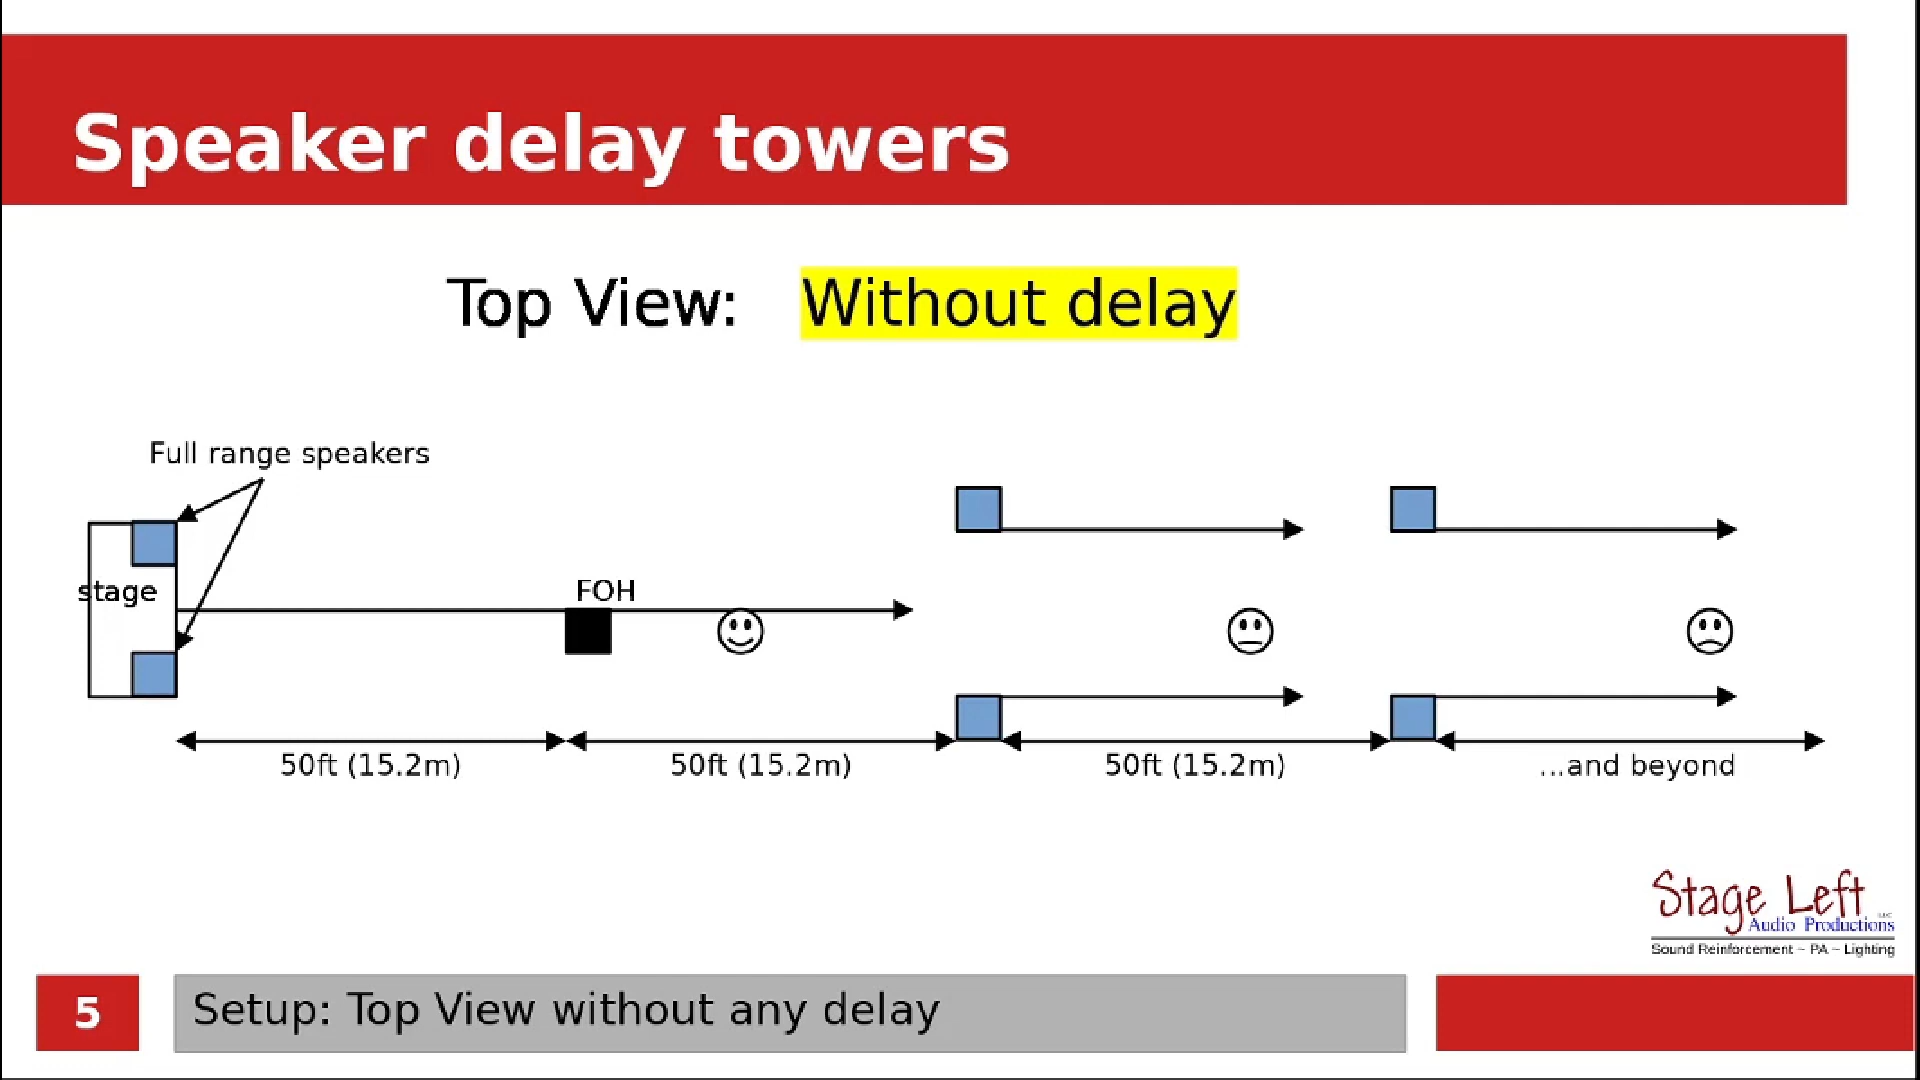 Speaker delay towers
Top View: Without delay
Full range speakers
stage
FOH
50ft (15.2m)
50ft (15.2m)
50ft (15.2m)
...and beyond
Stage Left
LLC
Audio Productions
Sound Reinforcement ~ PA ~ Lighting
5
Setup: Top View without any delay